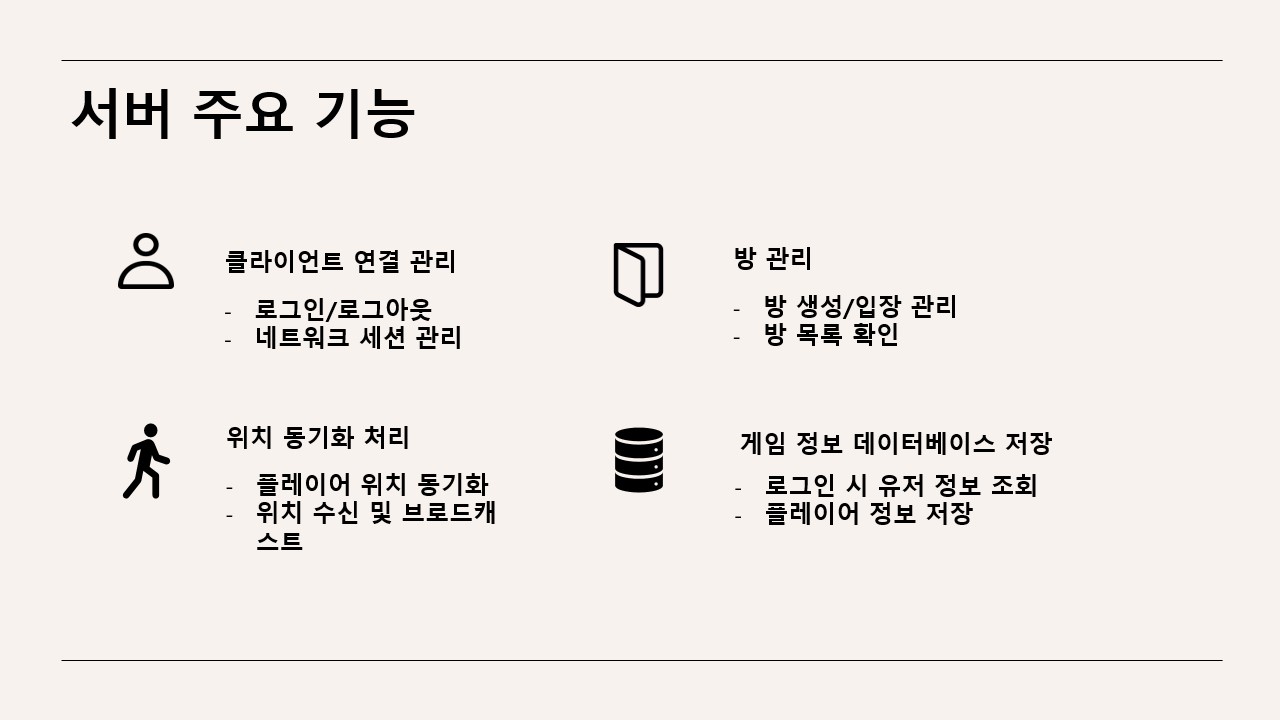 서버 주요 기능
클라이언트 연결 관리
- 로그인/로그아웃
- 네트워크 세션 관리
방 관리
- 방 생성/입장 관리
- 방 목록 확인
위치 동기화 처리
- 플레이어 위치 동기화
- 위치 수신 및 브로드캐
스트
게임 정보 데이터베이스 저장
- 로그인 시 유저 정보 조회
- 플레이어 정보 저장